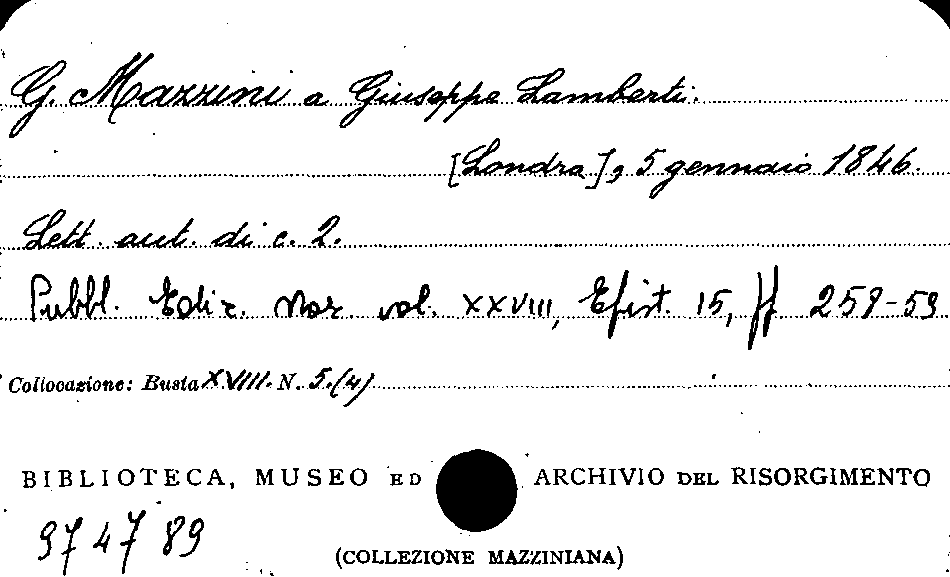 G. Mazzini a Giuseppe Lamberti.
[Londra], 5 gennaio 1846.
Lett. aut. di c. 2.
Pubbl. Ediz. Naz. vol. XXVIII, Epist. 15, pp 258-59
Collocazione: Busta XVIII. N. 5.(4)
BIBLIOTECA, MUSEO ED ARCHIVIO DEL RISORGIMENTO
974789
(COLLEZIONE MAZZINIANA)